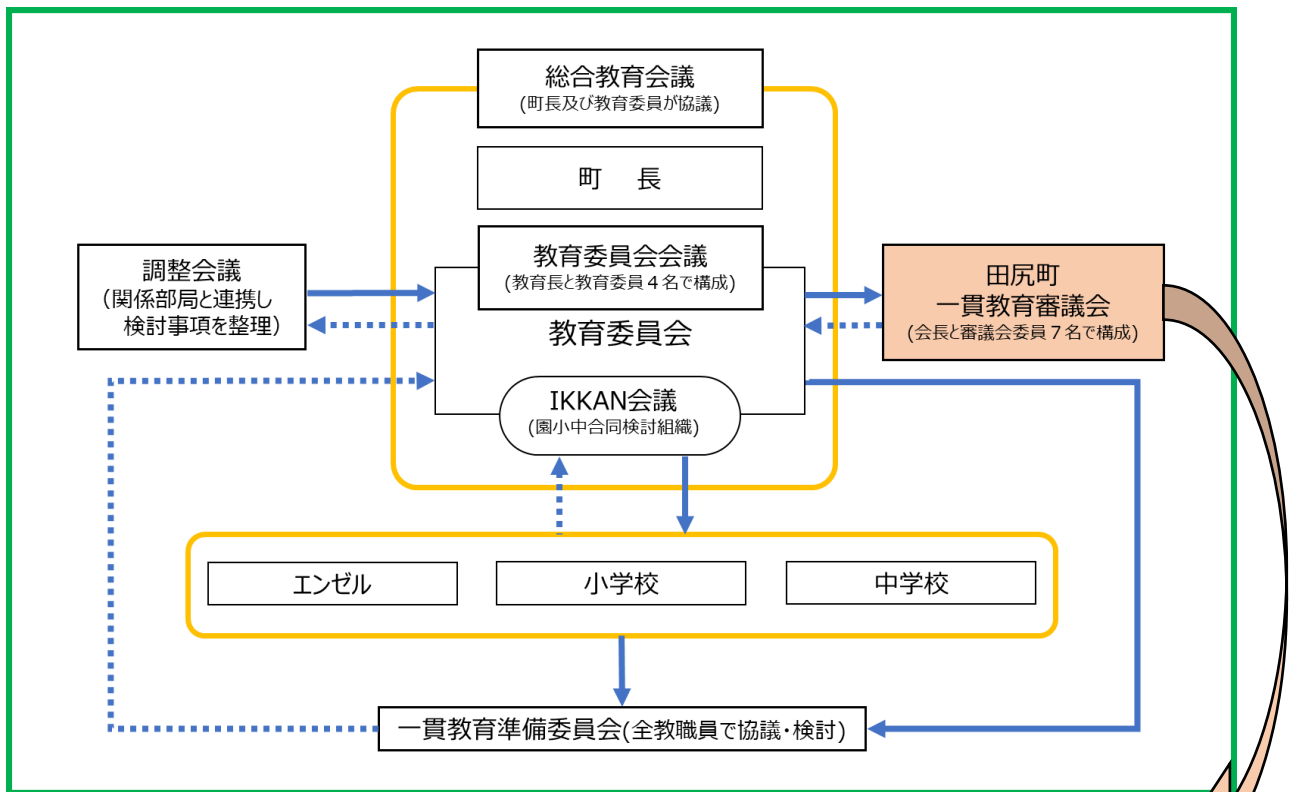 総合教育会議
(町長及び教育委員が協議)
町　長
教育委員会会議
(教育長と教育委員４名で構成)
教育委員会
IKKAN会議
(園小中合同検討組織)
調整会議
(関係部局と連携し
検討事項を整理)
田尻町
一貫教育審議会
(会長と審議会委員７名で構成)
エンゼル
小学校
中学校
一貫教育準備委員会(全教職員で協議・検討)